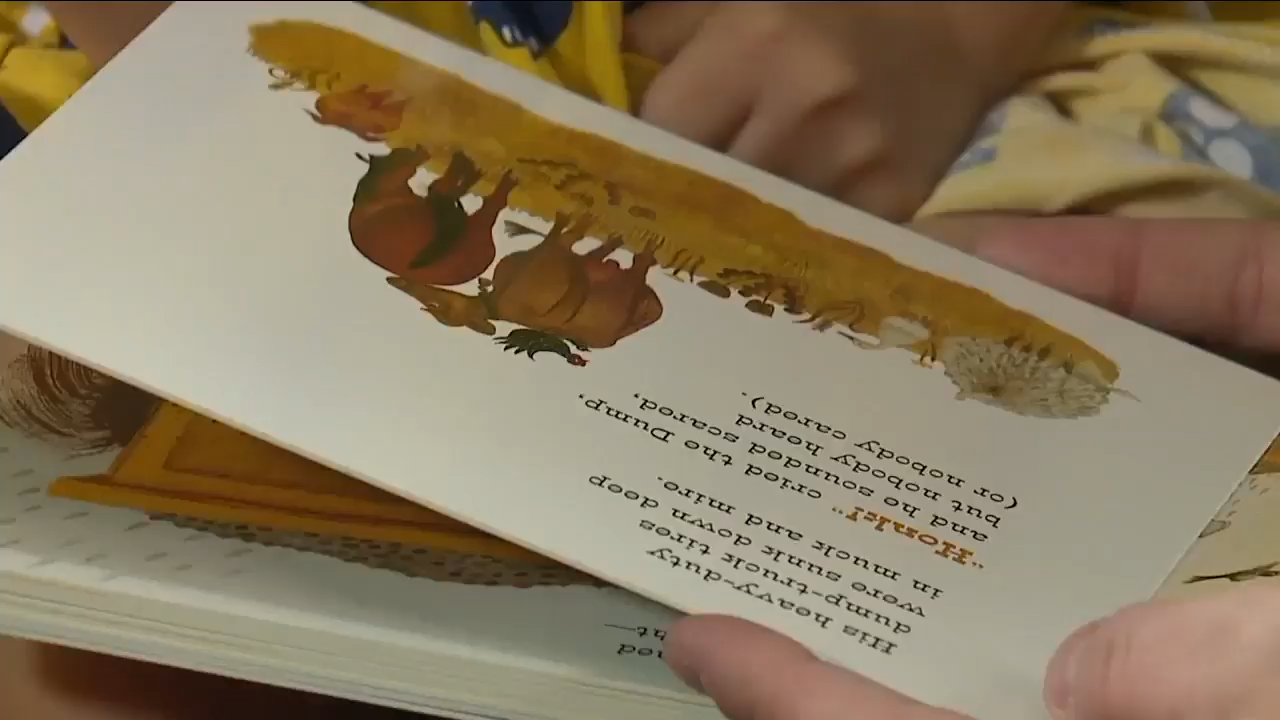 His heavy-duty
dump-truck tires
were sunk down deep
in muck and mire.
"Honk!" cried the Dump,
and he sounded scared,
but nobody heard
(or nobody cared).